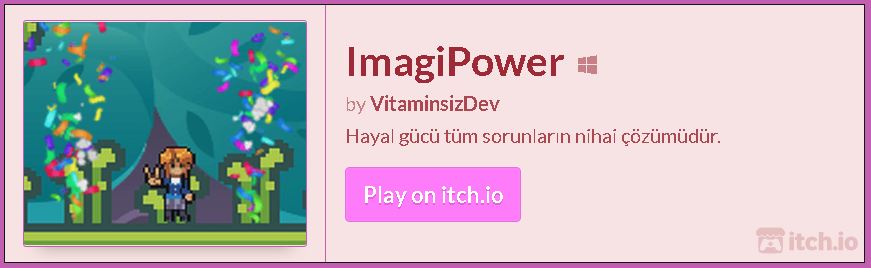 ImagiPower
by VitaminsizDev
Hayal gücü tüm sorunların nihai çözümüdür.
Play on itch.io
itch.io